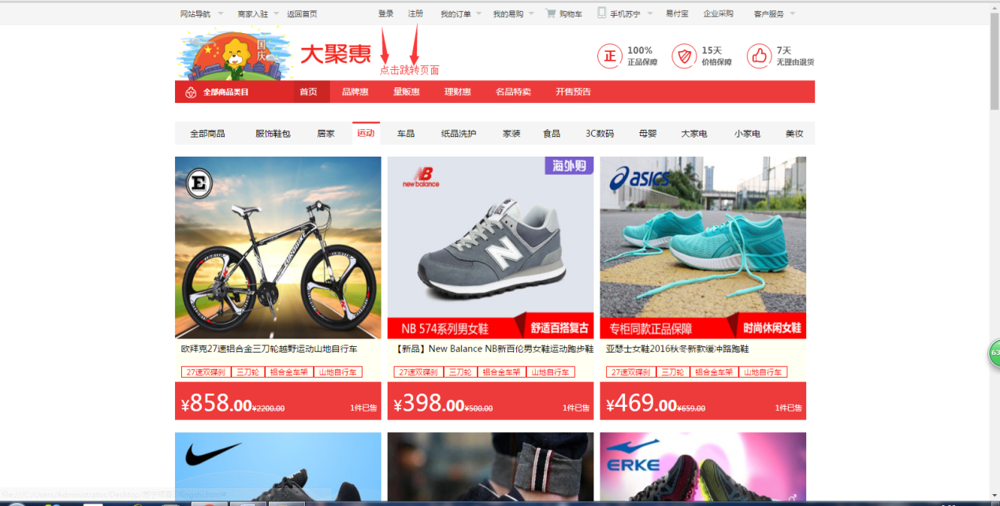 网站导航 商家入驻 返回首页 登录 注册 我的订单 我的易购 购物车 手机苏宁 易付宝 企业采购 客户服务
国庆
大聚惠
点击跳转页面
正 100% 正品保障
15天 价格保障
7天 无理由退货
全部商品类目 首页 品牌惠 量贩惠 理财惠 名品特卖 开售预告
全部商品 服饰鞋包 居家 运动 车品 纸品洗护 家装 食品 3C数码 母婴 大家电 小家电 美妆
E
欧拜克27速铝合金三刀轮越野运动山地自行车
27速双碟刹 三刀轮 铝合金车架 山地自行车
¥858.00 ¥2200.00 1件已售
NB
new balance
海外购
N
NB 574系列男女鞋 舒适百搭复古
【新品】New Balance NB新百伦男女鞋运动跑步鞋
27速双碟刹 三刀轮 铝合金车架 山地自行车
¥398.00 ¥500.00 1件已售
asics
专柜同款正品保障 时尚休闲女鞋
亚瑟士女鞋2016秋冬新款缓冲路跑鞋
27速双碟刹 三刀轮 铝合金车架 山地自行车
¥469.00 ¥659.00 1件已售
ERKE
63